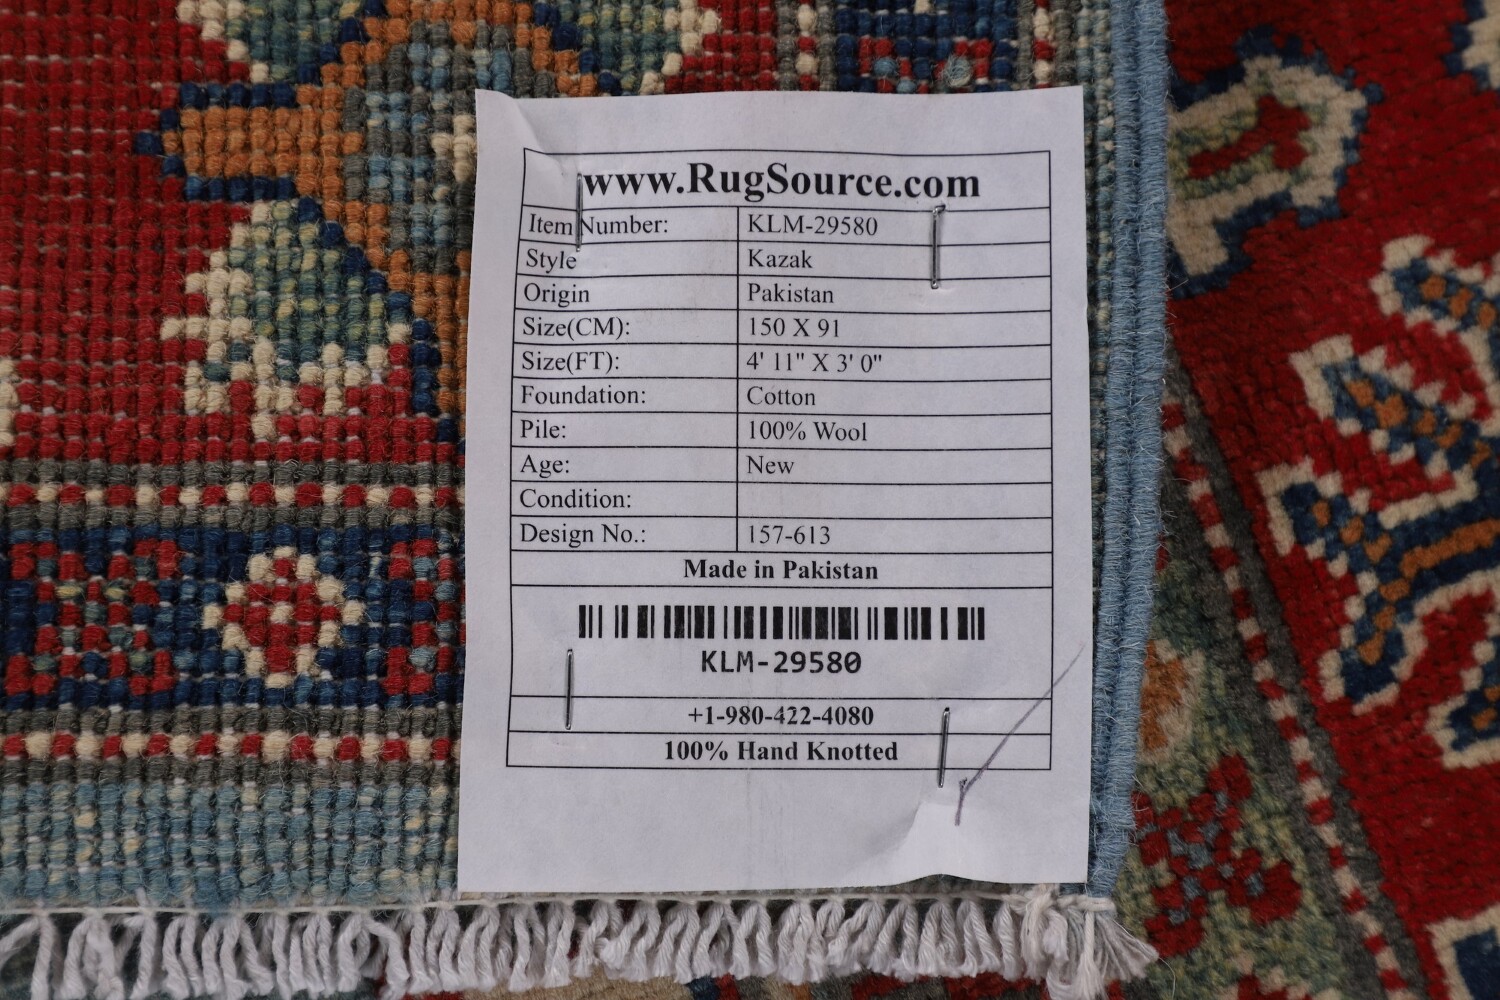 www.RugSource.com
Item Number: KLM-29580
Style Kazak
Origin Pakistan
Size(CM): 150 X 91
Size(FT): 4' 11" X 3' 0"
Foundation: Cotton
Pile: 100% Wool
Age: New
Condition:
Design No.: 157-613
Made in Pakistan
KLM-29580
+1-980-422-4080
100% Hand Knotted